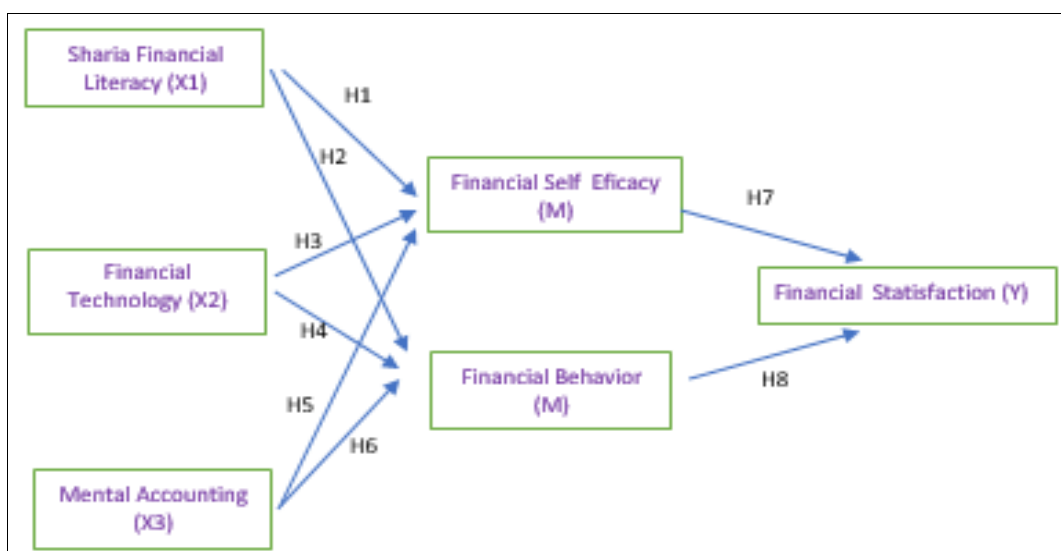 Sharia Financial
Literacy (X1)
H1
H2
Financial Self Eficacy
(M)
H7
H3
Financial
Technology (X2)
Financial Statisfaction (Y)
H4
Financial Behavior
(M)
H8
H5
H6
Mental Accounting
(X3)